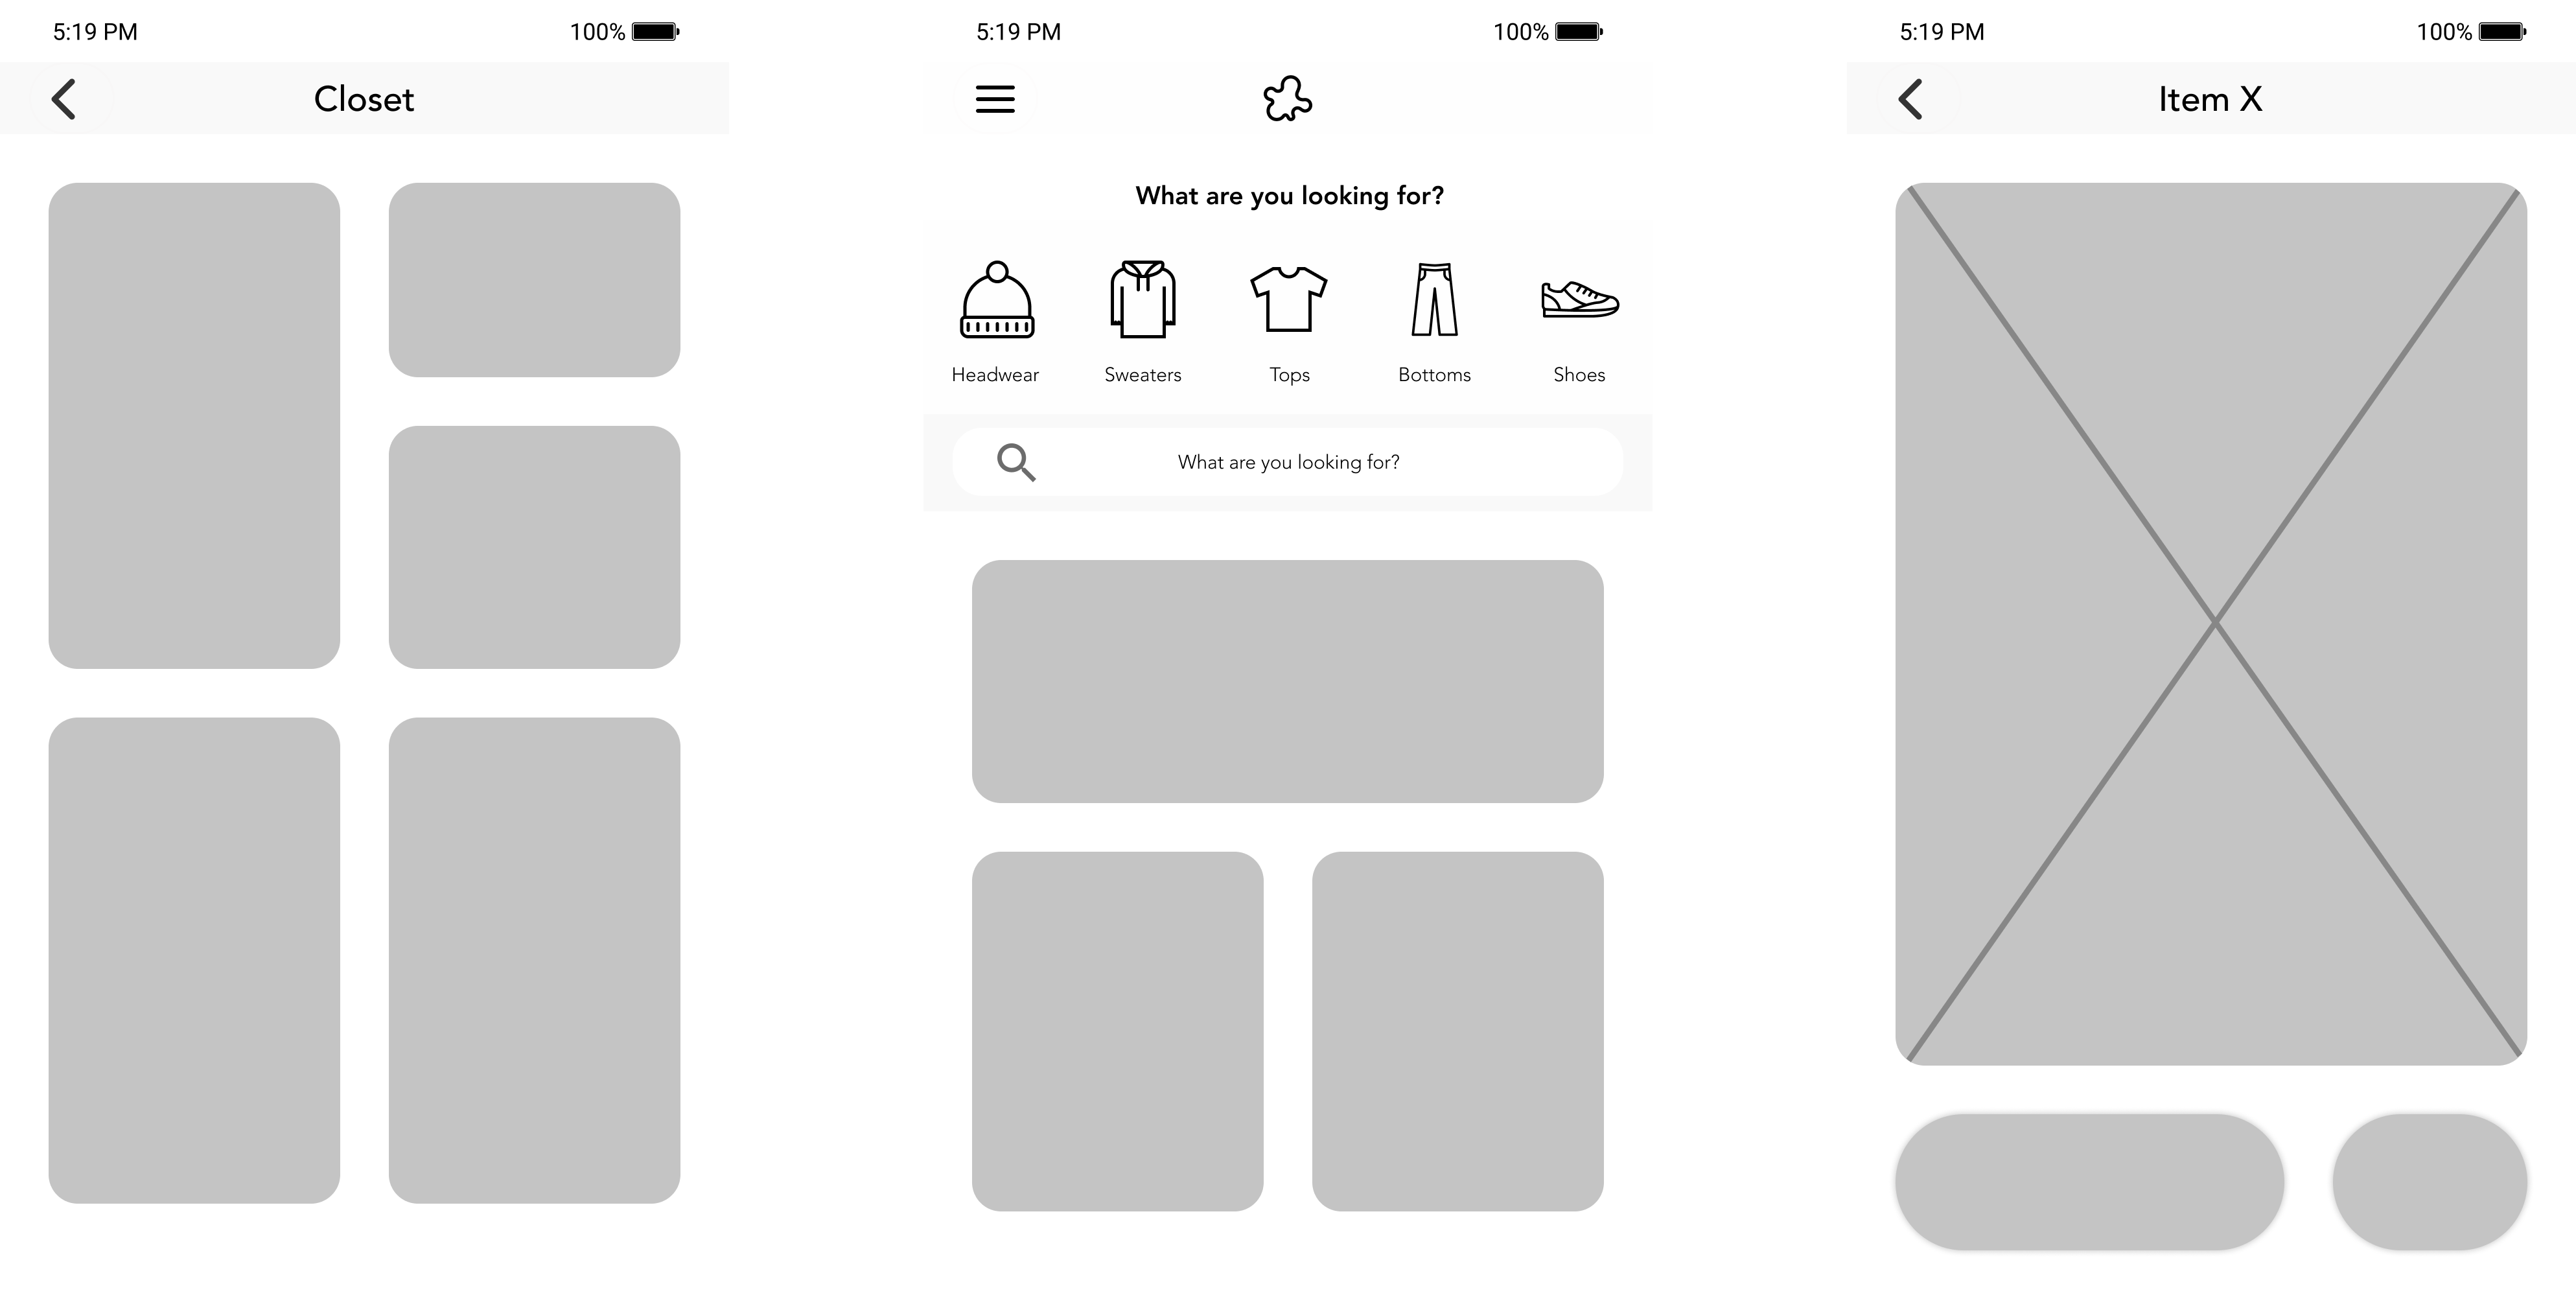 5:19 PM 100%
Closet
5:19 PM 100%
What are you looking for?
Headwear Sweaters Tops Bottoms Shoes
What are you looking for?
5:19 PM 100%
Item X